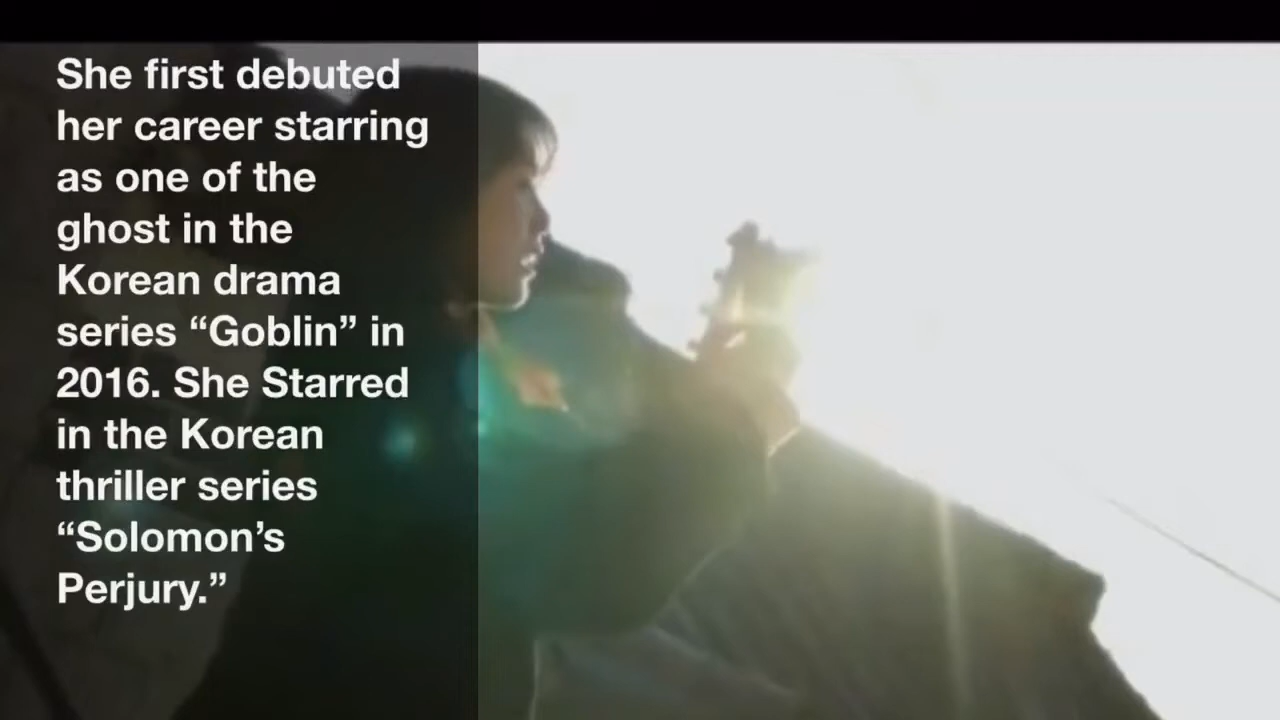 She first debuted
her career starring
as one of the
ghost in the
Korean drama
series “Goblin” in
2016. She Starred
in the Korean
thriller series
“Solomon’s
Perjury.”